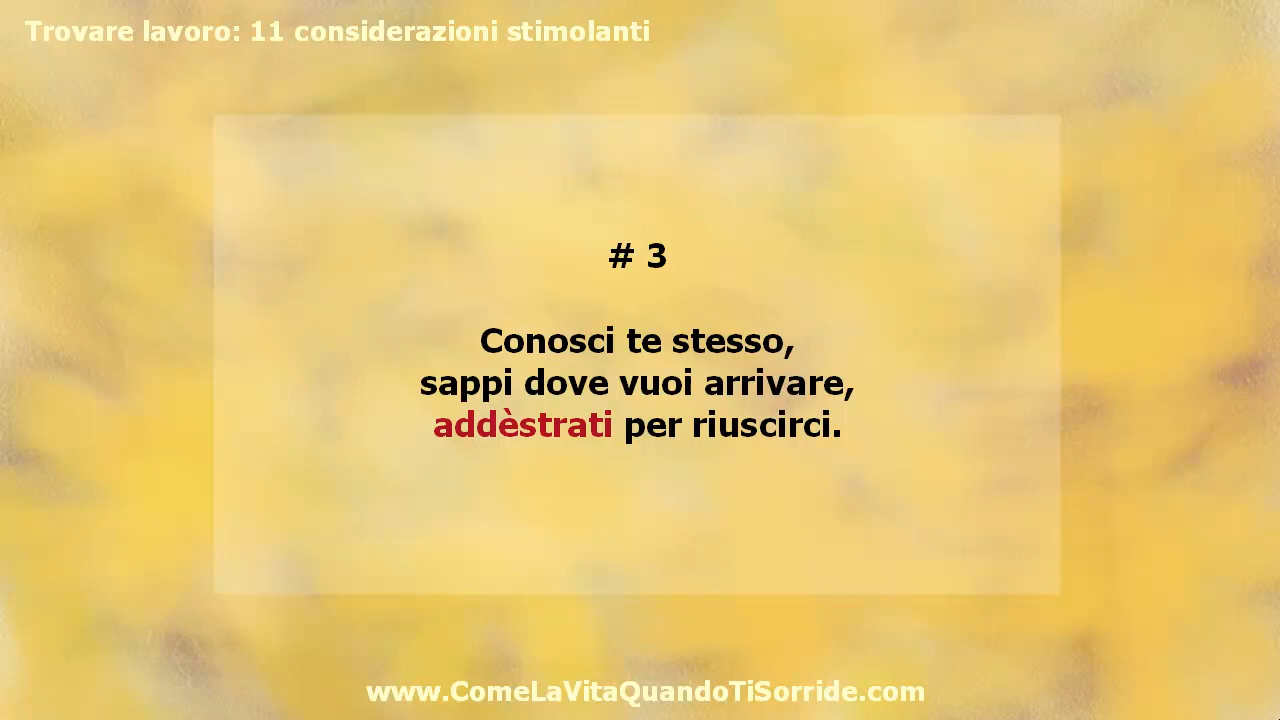 Trovare lavoro: 11 considerazioni stimolanti
# 3
Conosci te stesso,
sappi dove vuoi arrivare,
addèstrati per riuscirci.
www.ComeLaVitaQuandoTiSorride.com